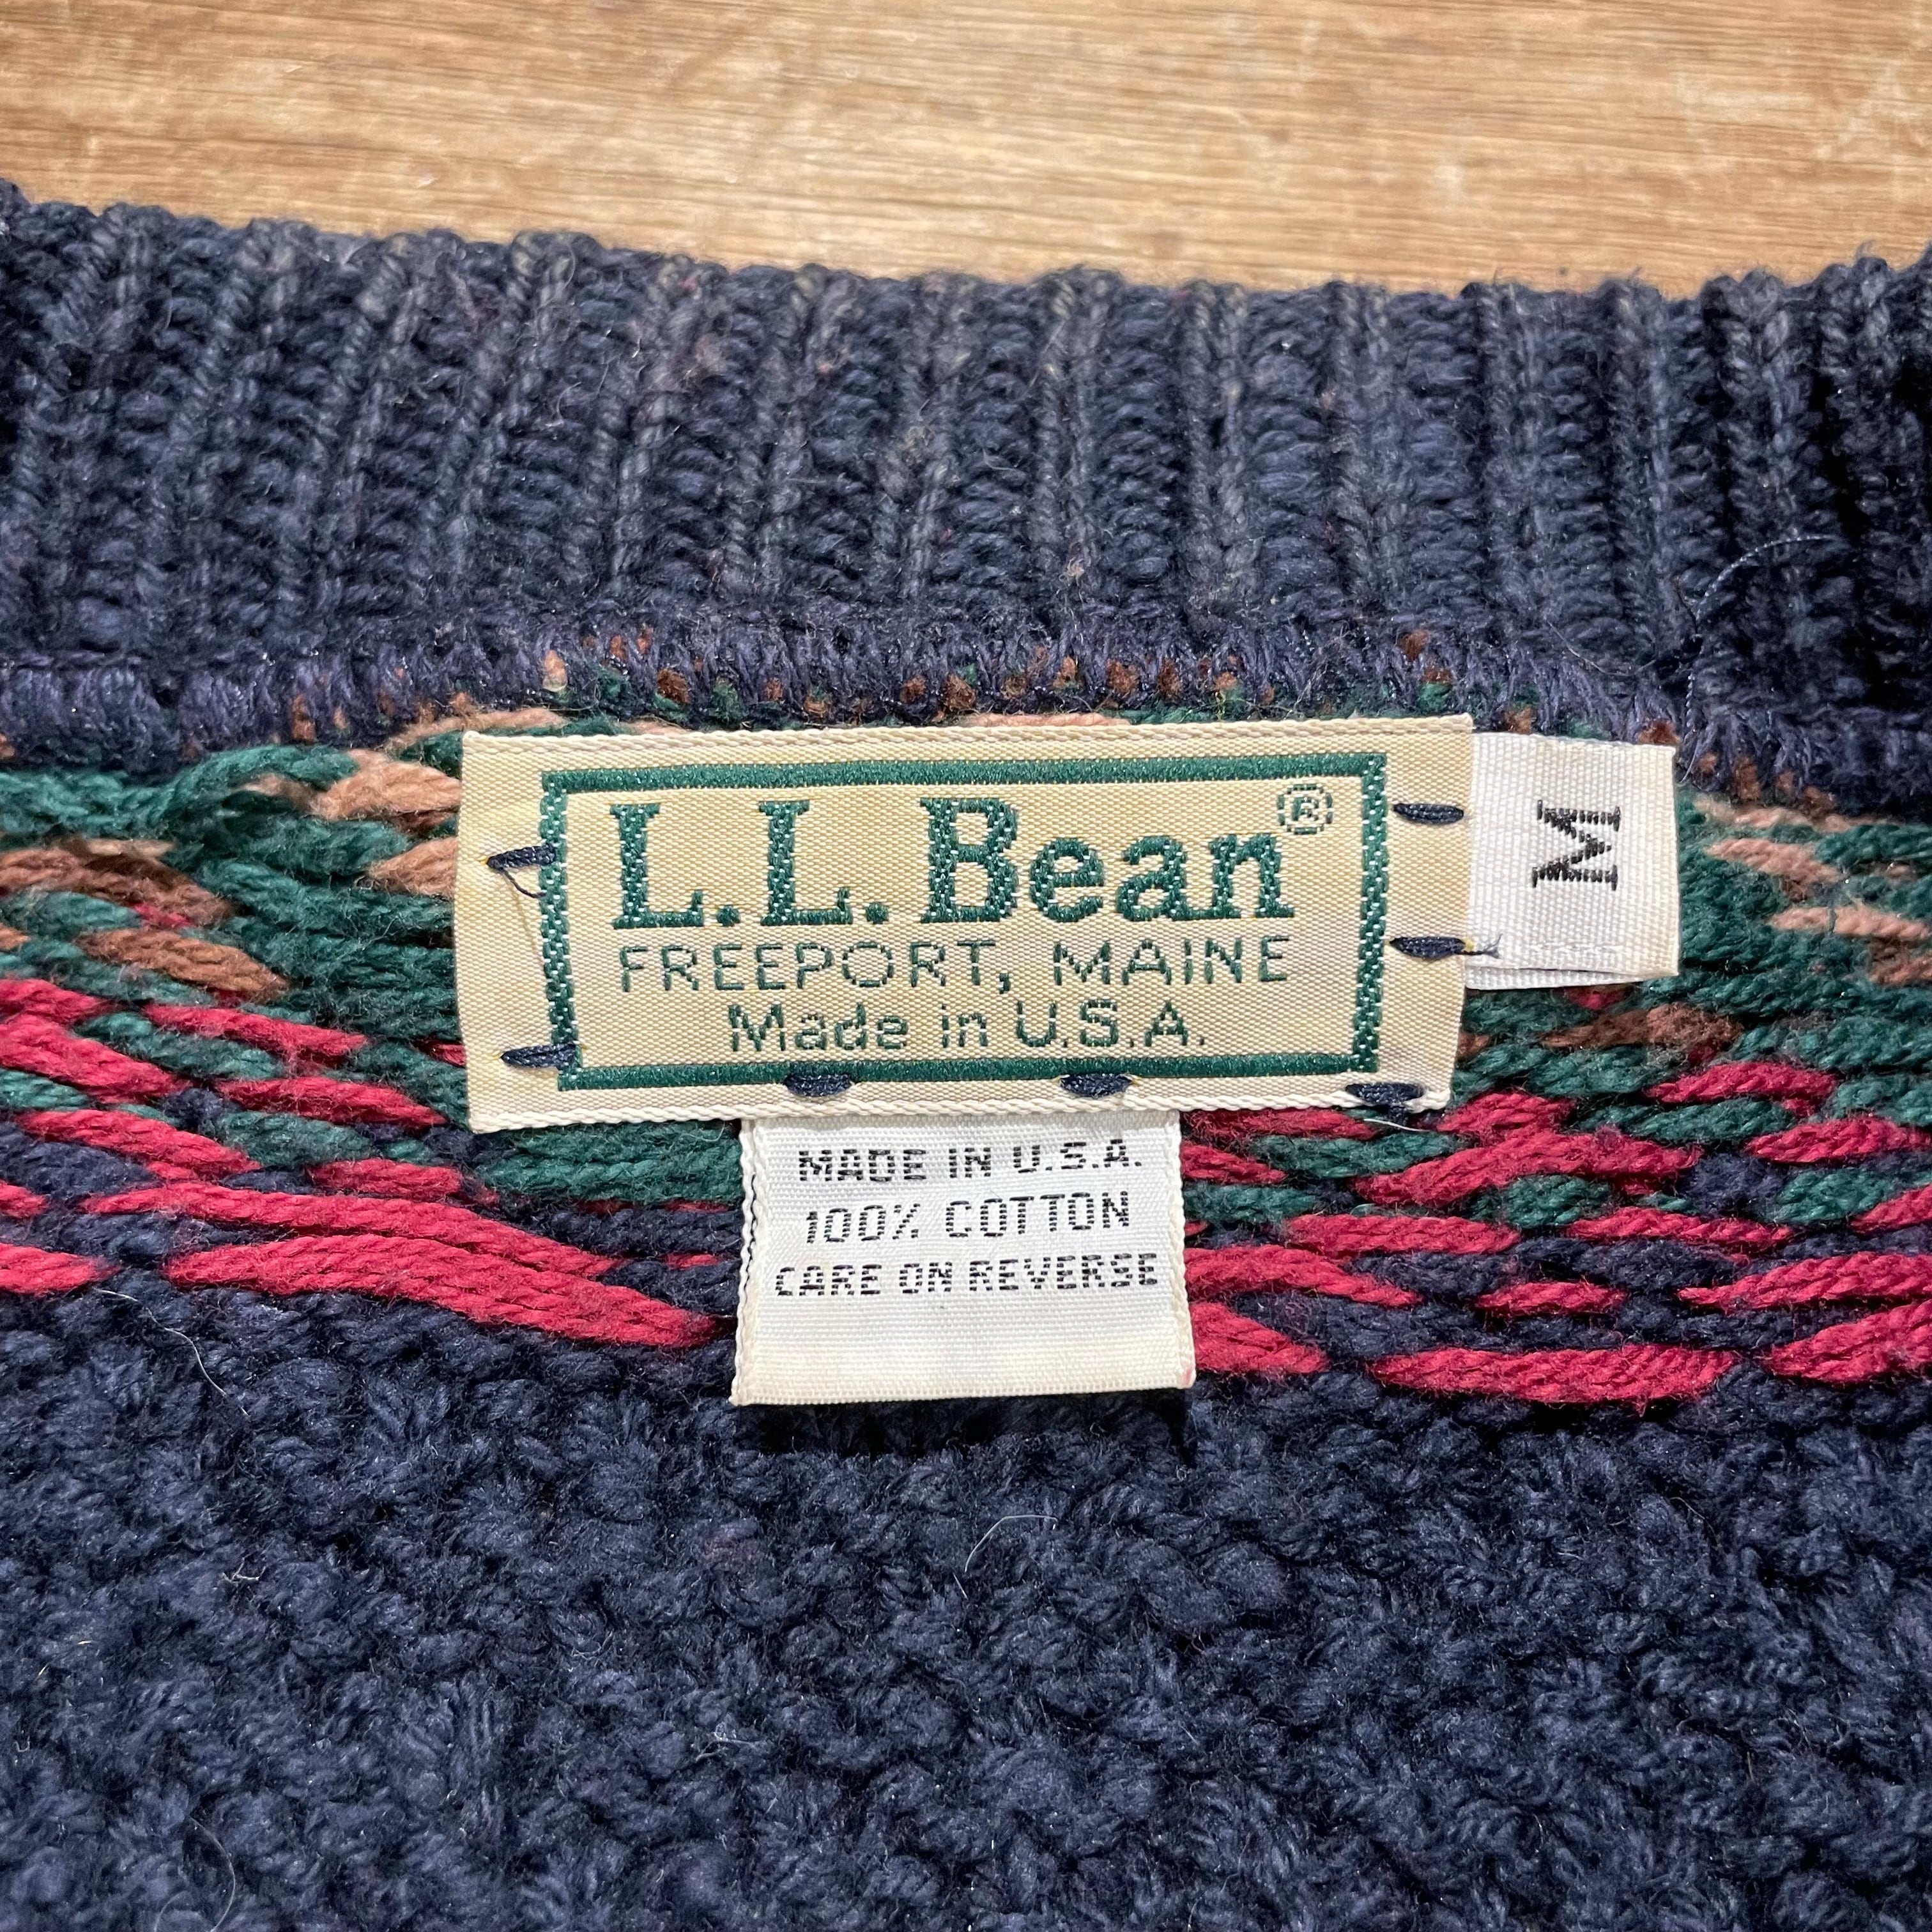 L.L.Bean®
FREEPORT, MAINE
Made in U.S.A.
M
MADE IN U.S.A.
100% COTTON
CARE ON REVERSE